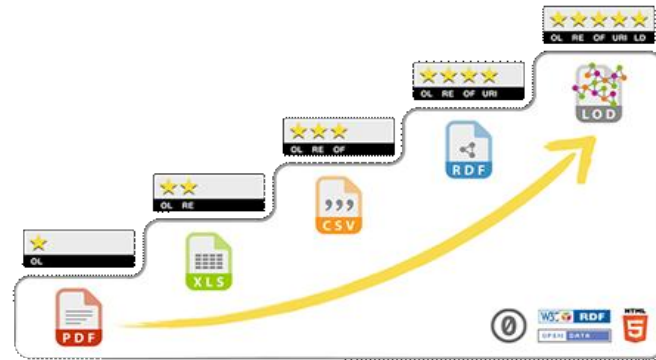 OL RE OF URI LD
OL RE OF URI
OL RE OF
OL RE
OL
LOD
RDF
CSV
XLS
PDF
0
W3C RDF
OPEN DATA
HTML
5